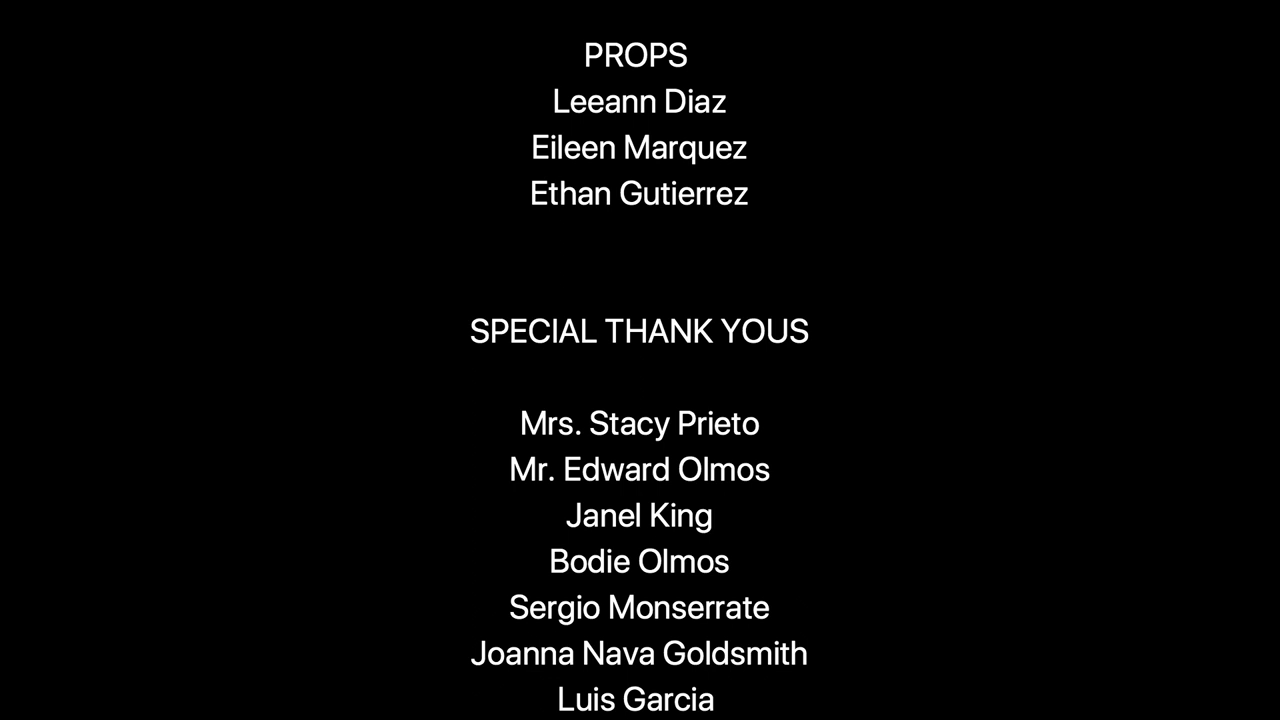 PROPS
Leeann Diaz
Eileen Marquez
Ethan Gutierrez
SPECIAL THANK YOUS
Mrs. Stacy Prieto
Mr. Edward Olmos
Janel King
Bodie Olmos
Sergio Monserrate
Joanna Nava Goldsmith
Luis Garcia